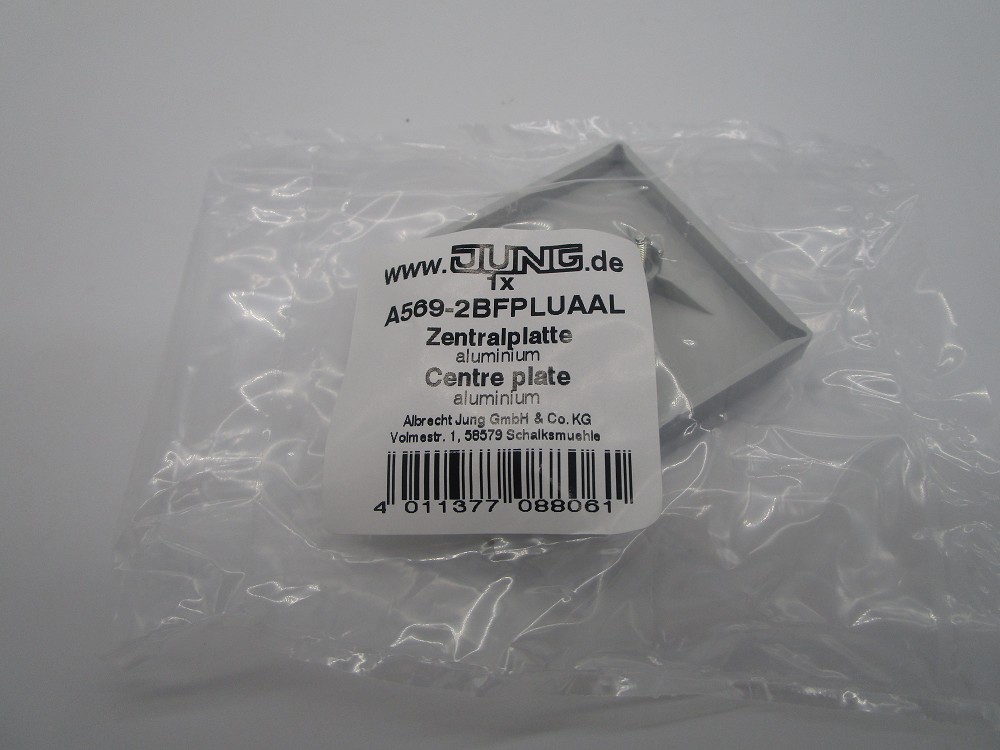 www.JUNG.de
1x
A569-2BFPLUAAL
Zentralplatte
aluminium
Centre plate
aluminium
Albrecht Jung GmbH & Co. KG
Volmestr. 1, 58579 Schalksmuehle
4 011377 088061